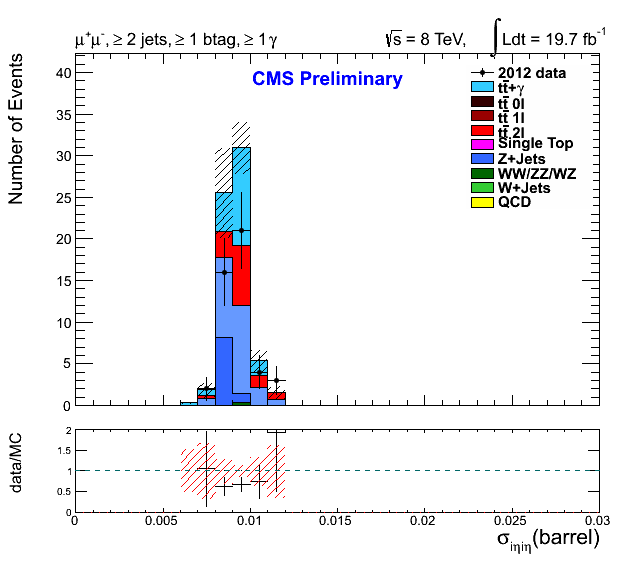 μ⁺μ⁻, ≥ 2 jets, ≥ 1 btag, ≥ 1 γ
√s = 8 TeV, ∫ Ldt = 19.7 fb⁻¹
CMS Preliminary
Number of Events
40
35
30
25
20
15
10
5
0
2012 data
tt̄+γ
tt̄ 0l
tt̄ 1l
tt̄ 2l
Single Top
Z+Jets
WW/ZZ/WZ
W+Jets
QCD
data/MC
2
1.5
1
0.5
0
0 0.005 0.01 0.015 0.02 0.025 0.03
σiηiη(barrel)